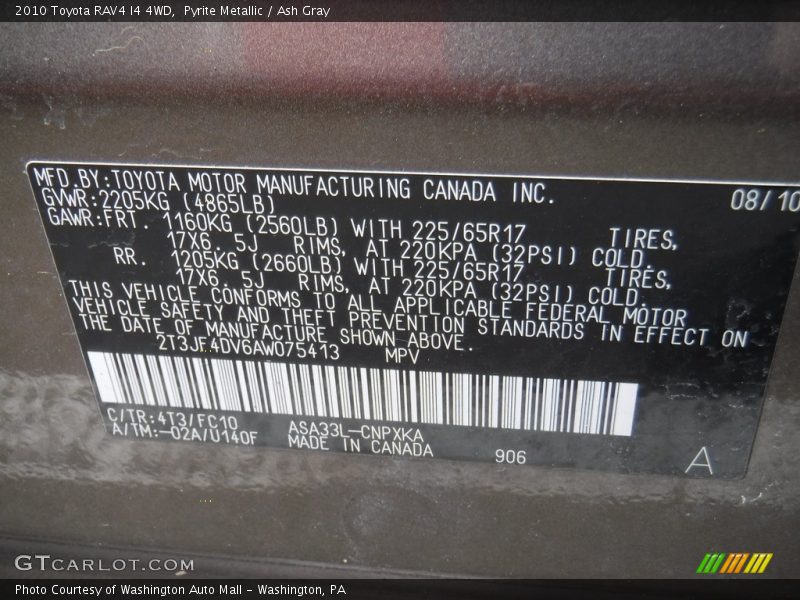 2010 Toyota RAV4 I4 4WD, Pyrite Metallic / Ash Gray
MFD.BY:TOYOTA MOTOR MANUFACTURING CANADA INC. 08/10
GVWR:2205KG (4865LB)
GAWR:FRT. 1160KG (2560LB) WITH 225/65R17 TIRES,
17X6. 5J RIMS, AT 220KPA (32PSI) COLD.
RR. 1205KG (2660LB) WITH 225/65R17 TIRES,
17X6. 5J RIMS, AT 220KPA (32PSI) COLD.
THIS VEHICLE CONFORMS TO ALL APPLICABLE FEDERAL MOTOR
VEHICLE SAFETY AND THEFT PREVENTION STANDARDS IN EFFECT ON
THE DATE OF MANUFACTURE SHOWN ABOVE.
2T3JF4DV6AW075413 MPV
C/TR:4T3/FC10 ASA33L-CNPXKA
A/TM:-02A/U140F MADE IN CANADA 906 A
GTCARLOT.COM
Photo Courtesy of Washington Auto Mall - Washington, PA